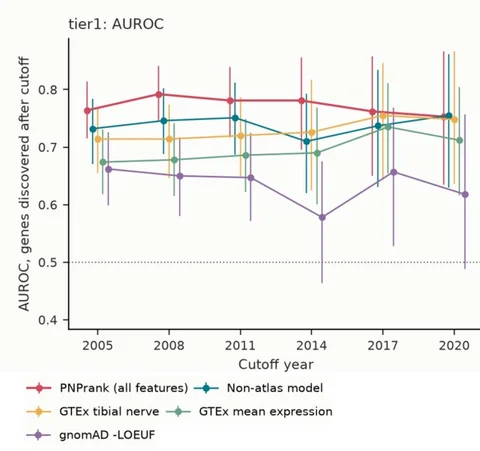 tier1: AUROC
AUROC, genes discovered after cutoff
0.8
0.7
0.6
0.5
0.4
2005 2008 2011 2014 2017 2020
Cutoff year
PNPrank (all features) Non-atlas model
GTEx tibial nerve GTEx mean expression
gnomAD -LOEUF